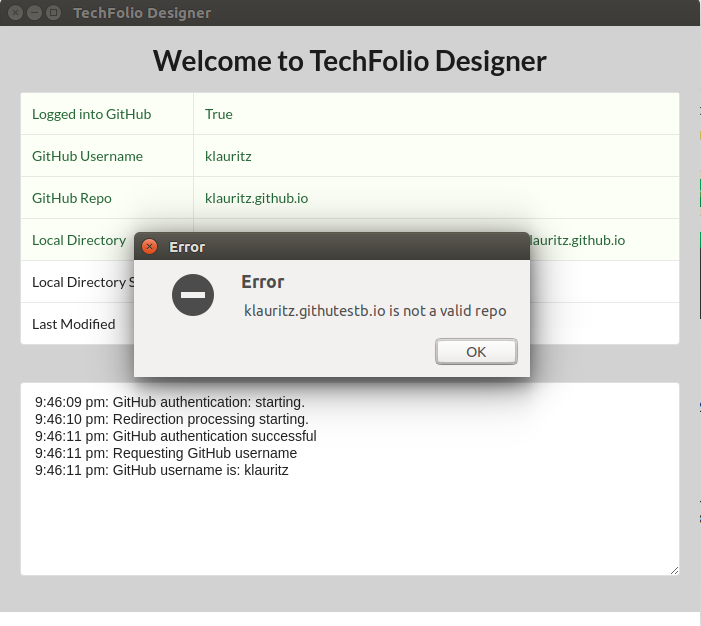 TechFolio Designer
Welcome to TechFolio Designer
Logged into GitHub True
GitHub Username klauritz
GitHub Repo klauritz.github.io
Local Directory lauritz.github.io
Error
Local Directory S
Error
klauritz.githutestb.io is not a valid repo
Last Modified
OK
9:46:09 pm: GitHub authentication: starting.
9:46:10 pm: Redirection processing starting.
9:46:11 pm: GitHub authentication successful
9:46:11 pm: Requesting GitHub username
9:46:11 pm: GitHub username is: klauritz